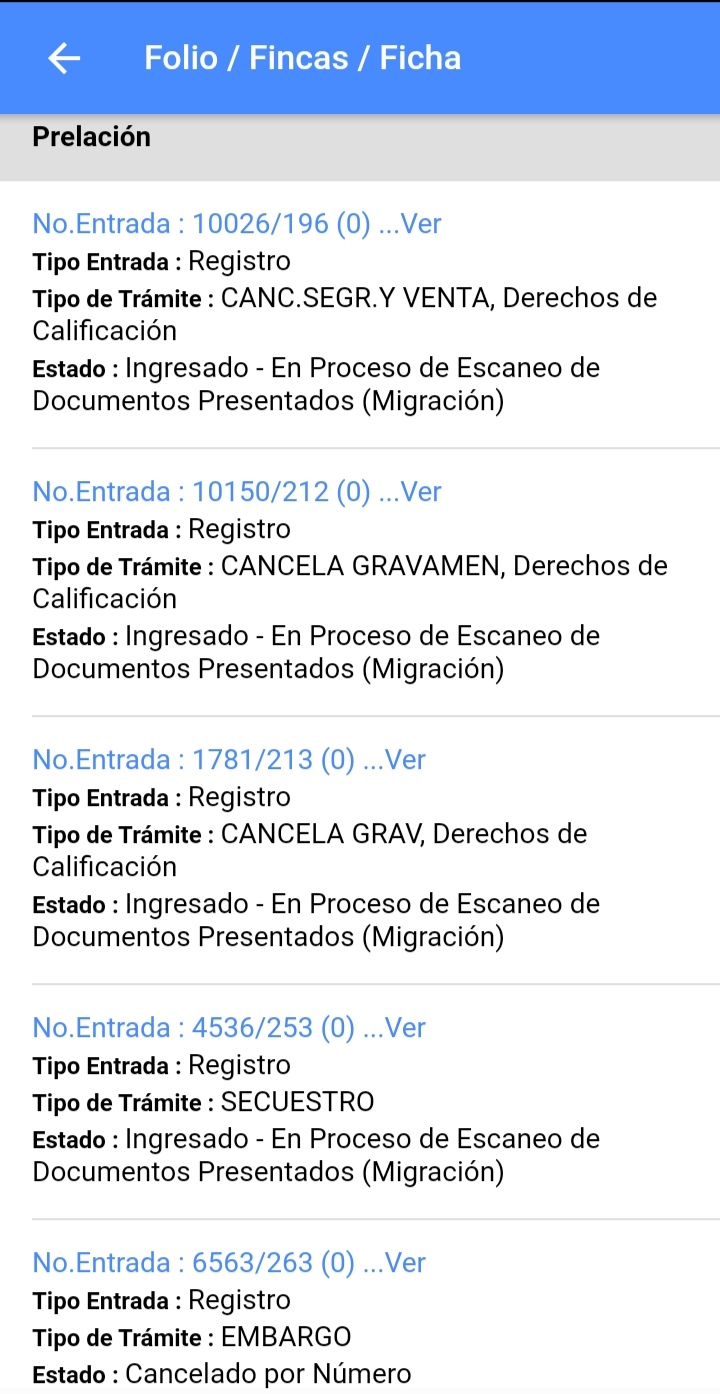 Folio / Fincas / Ficha
Prelación
No.Entrada : 10026/196 (0) ...Ver
Tipo Entrada : Registro
Tipo de Trámite : CANC.SEGR.Y VENTA, Derechos de
Calificación
Estado : Ingresado - En Proceso de Escaneo de
Documentos Presentados (Migración)
No.Entrada : 10150/212 (0) ...Ver
Tipo Entrada : Registro
Tipo de Trámite : CANCELA GRAVAMEN, Derechos de
Calificación
Estado : Ingresado - En Proceso de Escaneo de
Documentos Presentados (Migración)
No.Entrada : 1781/213 (0) ...Ver
Tipo Entrada : Registro
Tipo de Trámite : CANCELA GRAV, Derechos de
Calificación
Estado : Ingresado - En Proceso de Escaneo de
Documentos Presentados (Migración)
No.Entrada : 4536/253 (0) ...Ver
Tipo Entrada : Registro
Tipo de Trámite : SECUESTRO
Estado : Ingresado - En Proceso de Escaneo de
Documentos Presentados (Migración)
No.Entrada : 6563/263 (0) ...Ver
Tipo Entrada : Registro
Tipo de Trámite : EMBARGO
Estado : Cancelado por Número